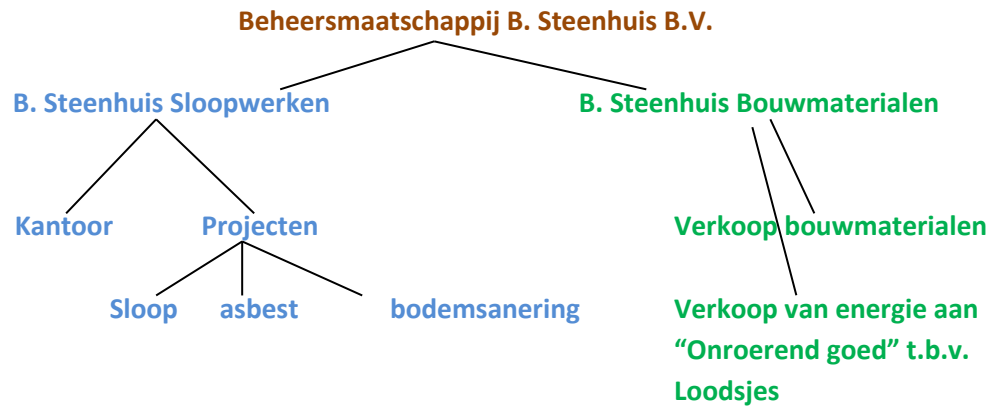 Beheersmaatschappij B. Steenhuis B.V.
B. Steenhuis Sloopwerken
B. Steenhuis Bouwmaterialen
Kantoor
Projecten
Verkoop bouwmaterialen
Sloop
asbest
bodemsanering
Verkoop van energie aan
“Onroerend goed” t.b.v.
Loodsjes